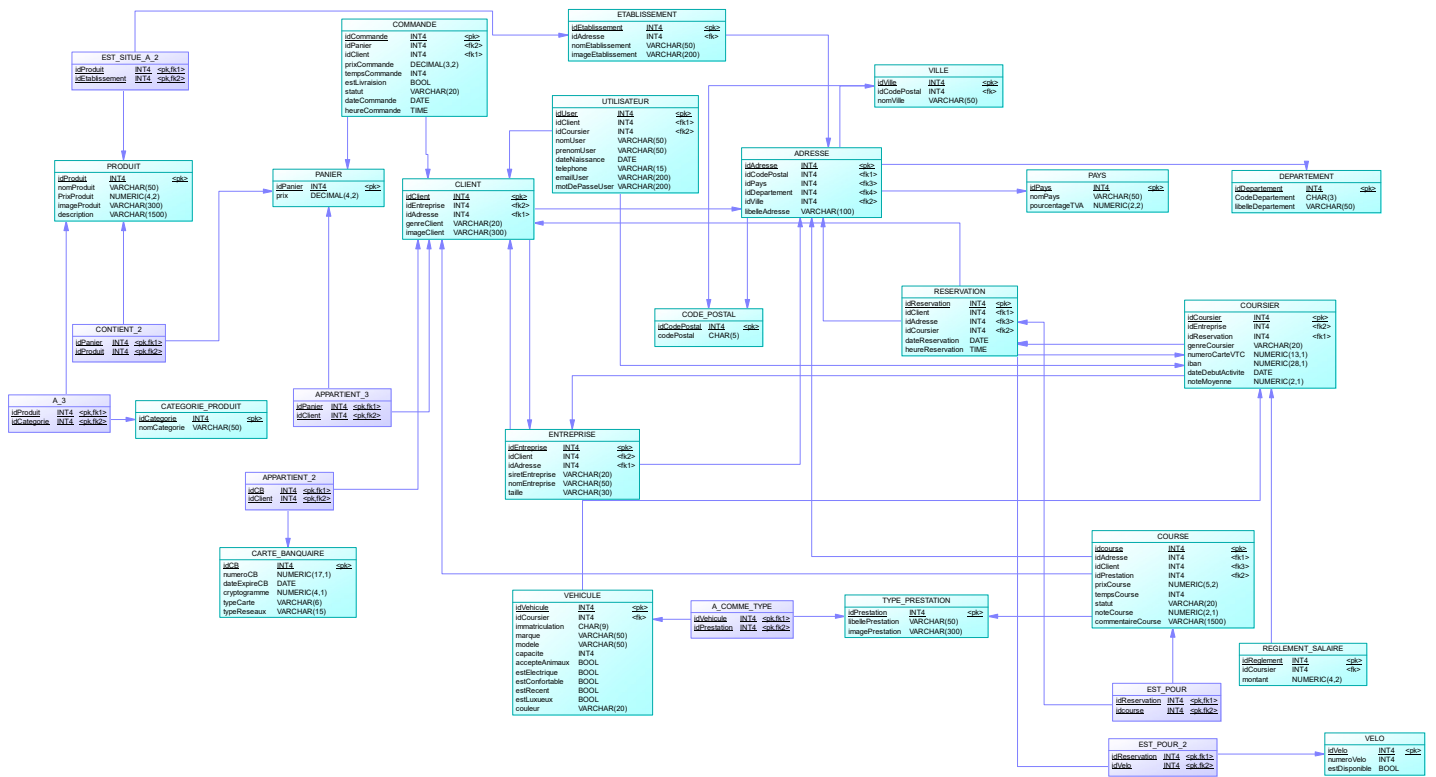 COMMANDE
idCommande INT4 <pk>
idPanier INT4 <fk2>
idClient INT4 <fk1>
prixCommande DECIMAL(3,2)
tempsCommande INT4
estLivraision BOOL
statut VARCHAR(20)
dateCommande DATE
heureCommande TIME
ETABLISSEMENT
idEtablissement INT4 <pk>
idAdresse INT4 <fk>
nomEtablissement VARCHAR(50)
imageEtablissement VARCHAR(200)
EST_SITUE_A_2
idProduit INT4 <pk,fk1>
idEtablissement INT4 <pk,fk2>
VILLE
idVille INT4 <pk>
idCodePostal INT4 <fk>
nomVille VARCHAR(50)
UTILISATEUR
idUser INT4 <pk>
idClient INT4 <fk1>
idCoursier INT4 <fk2>
nomUser VARCHAR(50)
prenomUser VARCHAR(50)
dateNaissance DATE
telephone VARCHAR(15)
emailUser VARCHAR(200)
motDePasseUser VARCHAR(200)
PRODUIT
idProduit INT4 <pk>
nomProduit VARCHAR(50)
PrixProduit NUMERIC(4,2)
imageProduit VARCHAR(300)
description VARCHAR(1500)
PANIER
idPanier INT4 <pk>
prix DECIMAL(4,2)
CLIENT
idClient INT4 <pk>
idEntreprise INT4 <fk2>
idAdresse INT4 <fk1>
genreClient VARCHAR(20)
imageClient VARCHAR(300)
ADRESSE
idAdresse INT4 <pk>
idCodePostal INT4 <fk1>
idPays INT4 <fk3>
idDepartement INT4 <fk4>
idVille INT4 <fk2>
libelleAdresse VARCHAR(100)
PAYS
idPays INT4 <pk>
nomPays VARCHAR(50)
pourcentageTVA NUMERIC(2,2)
DEPARTEMENT
idDepartement INT4 <pk>
CodeDepartement CHAR(3)
libelleDepartement VARCHAR(50)
CODE_POSTAL
idCodePostal INT4 <pk>
codePostal CHAR(5)
RESERVATION
idReservation INT4 <pk>
idClient INT4 <fk1>
idAdresse INT4 <fk3>
idCoursier INT4 <fk2>
dateReservation DATE
heureReservation TIME
COURSIER
idCoursier INT4 <pk>
idEntreprise INT4 <fk2>
idReservation INT4 <fk1>
genreCoursier VARCHAR(20)
numeroCarteVTC NUMERIC(13,1)
iban NUMERIC(28,1)
dateDebutActivite DATE
noteMoyenne NUMERIC(2,1)
CONTIENT_2
idPanier INT4 <pk,fk1>
idProduit INT4 <pk,fk2>
A_3
idProduit INT4 <pk,fk1>
idCategorie INT4 <pk,fk2>
CATEGORIE_PRODUIT
idCategorie INT4 <pk>
nomCategorie VARCHAR(50)
APPARTIENT_3
idPanier INT4 <pk,fk1>
idClient INT4 <pk,fk2>
ENTREPRISE
idEntreprise INT4 <pk>
idClient INT4 <fk2>
idAdresse INT4 <fk1>
siretEntreprise VARCHAR(20)
nomEntreprise VARCHAR(50)
taille VARCHAR(30)
APPARTIENT_2
idCB INT4 <pk,fk1>
idClient INT4 <pk,fk2>
CARTE_BANQUAIRE
idCB INT4 <pk>
numeroCB NUMERIC(17,1)
dateExpireCB DATE
cryptogramme NUMERIC(4,1)
typeCarte VARCHAR(6)
typeReseaux VARCHAR(15)
VEHICULE
idVehicule INT4 <pk>
idCoursier INT4 <fk>
immatriculation CHAR(9)
marque VARCHAR(50)
modele VARCHAR(50)
capacite INT4
accepteAnimaux BOOL
estElectrique BOOL
estConfortable BOOL
estRecent BOOL
estLuxueux BOOL
couleur VARCHAR(20)
A_COMME_TYPE
idVehicule INT4 <pk,fk1>
idPrestation INT4 <pk,fk2>
TYPE_PRESTATION
idPrestation INT4 <pk>
libellePrestation VARCHAR(50)
imagePrestation VARCHAR(300)
COURSE
idcourse INT4 <pk>
idAdresse INT4 <fk1>
idClient INT4 <fk3>
idPrestation INT4 <fk2>
prixCourse NUMERIC(5,2)
tempsCourse INT4
statut VARCHAR(20)
noteCourse NUMERIC(2,1)
commentaireCourse VARCHAR(1500)
REGLEMENT_SALAIRE
idReglement INT4 <pk>
idCoursier INT4 <fk>
montant NUMERIC(4,2)
EST_POUR
idReservation INT4 <pk,fk1>
idcourse INT4 <pk,fk2>
EST_POUR_2
idReservation INT4 <pk,fk1>
idVelo INT4 <pk,fk2>
VELO
idVelo INT4 <pk>
numeroVelo INT4
estDisponible BOOL